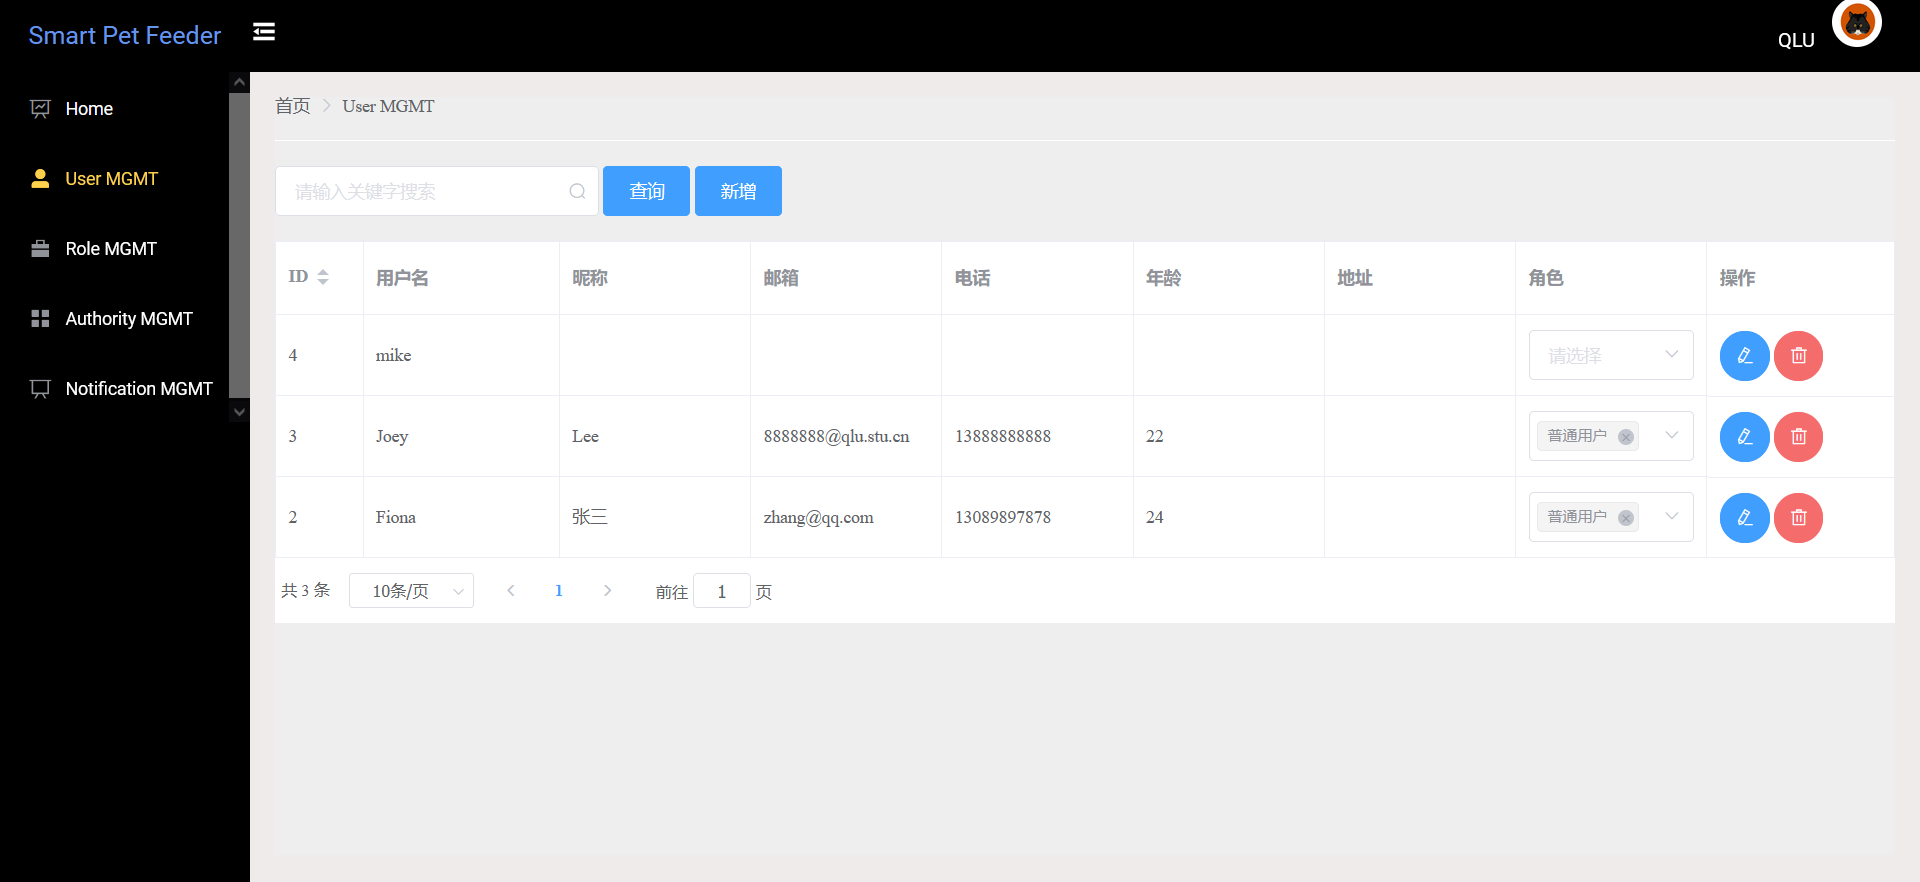 Smart Pet Feeder
QLU
Home
User MGMT
Role MGMT
Authority MGMT
Notification MGMT
首页 User MGMT
请输入关键字搜索 查询 新增
ID 用户名 昵称 邮箱 电话 年龄 地址 角色 操作
4 mike 请选择
3 Joey Lee 8888888@qlu.stu.cn 13888888888 22 普通用户
2 Fiona 张三 zhang@qq.com 13089897878 24 普通用户
共 3 条 10条/页 1 前往 1 页